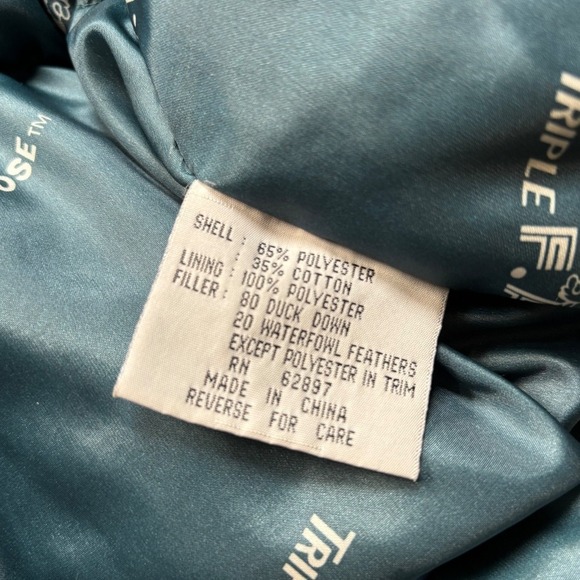 OSE™
TRIPLE F.
SHELL : 65% POLYESTER
35% COTTON
LINING : 100% POLYESTER
FILLER : 80 DUCK DOWN
20 WATERFOWL FEATHERS
EXCEPT POLYESTER IN TRIM
RN 62897
MADE IN CHINA
REVERSE FOR CARE
TRI